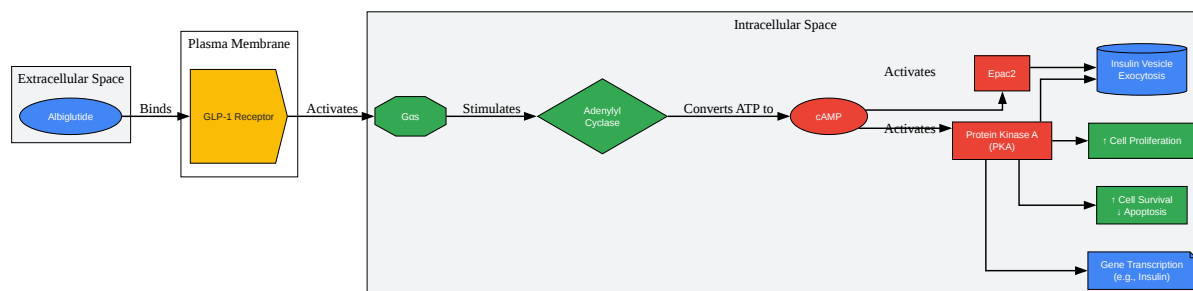 Intracellular Space
Plasma Membrane
Extracellular Space
Albiglutide
Binds
GLP-1 Receptor
Activates
Gαs
Stimulates
Adenylyl
Cyclase
Converts ATP to
cAMP
Activates
Activates
Epac2
Protein Kinase A
(PKA)
Insulin Vesicle
Exocytosis
↑ Cell Proliferation
↑ Cell Survival
↓ Apoptosis
Gene Transcription
(e.g., Insulin)